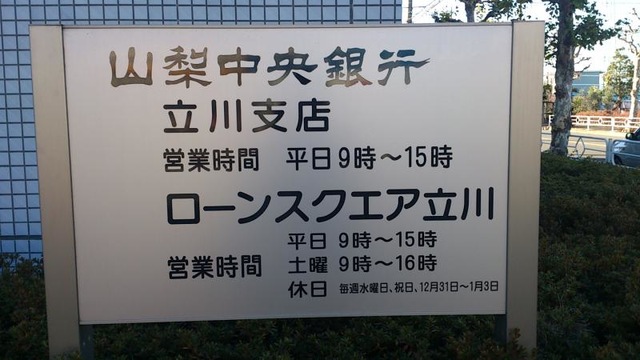 山梨中央銀行
立川支店
営業時間 平日9時～15時
ローンスクエア立川
平日 9時～15時
営業時間 土曜 9時～16時
休日 毎週水曜日、祝日、12月31日～1月3日